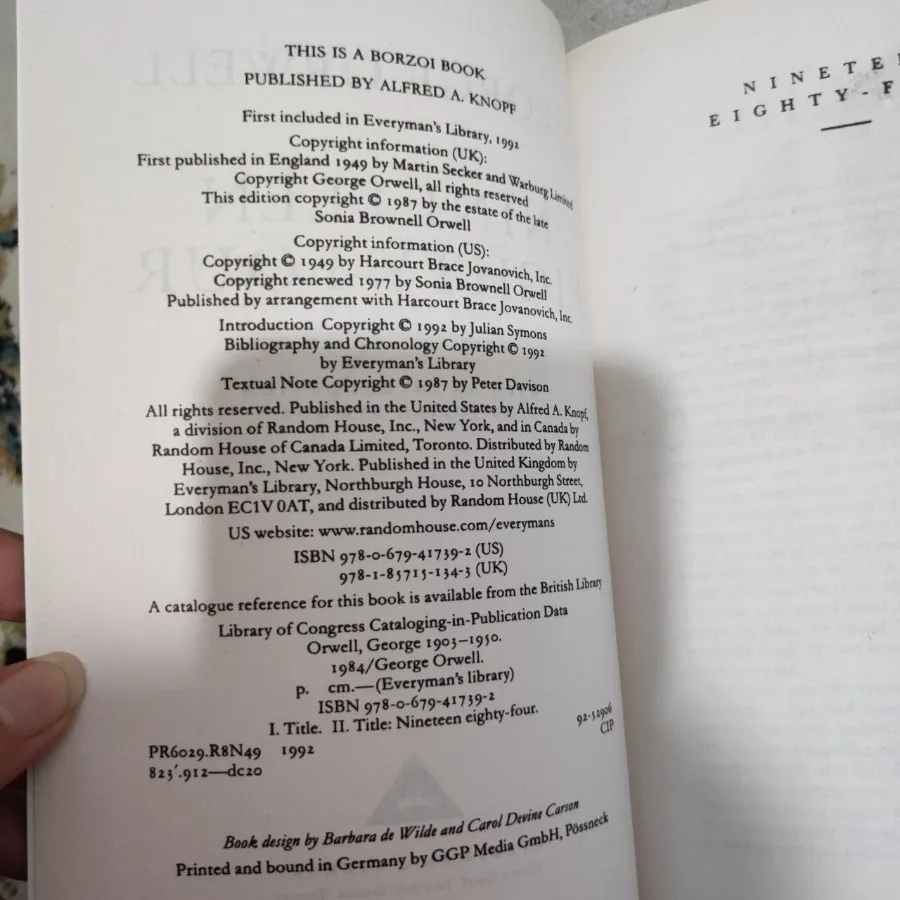 THIS IS A BORZOI BOOK
PUBLISHED BY ALFRED A. KNOPF
First included in Everyman's Library, 1992
Copyright information (UK):
First published in England 1949 by Martin Secker and Warburg Limited
Copyright George Orwell, all rights reserved
This edition copyright © 1987 by the estate of the late
Sonia Brownell Orwell
Copyright information (US):
Copyright © 1949 by Harcourt Brace Jovanovich, Inc.
Copyright renewed 1977 by Sonia Brownell Orwell
Published by arrangement with Harcourt Brace Jovanovich, Inc.
Introduction Copyright © 1992 by Julian Symons
Bibliography and Chronology Copyright © 1992
by Everyman's Library
Textual Note Copyright © 1987 by Peter Davison
All rights reserved. Published in the United States by Alfred A. Knopf,
a division of Random House, Inc., New York, and in Canada by
Random House of Canada Limited, Toronto. Distributed by Random
House, Inc., New York. Published in the United Kingdom by
Everyman's Library, Northburgh House, 10 Northburgh Street,
London EC1V 0AT, and distributed by Random House (UK) Ltd.
US website: www.randomhouse.com/everymans
ISBN 978-0-679-41739-2 (US)
978-1-85715-134-3 (UK)
A catalogue reference for this book is available from the British Library
Library of Congress Cataloging-in-Publication Data
Orwell, George 1903–1950.
1984/George Orwell.
p. cm.—(Everyman's library)
ISBN 978-0-679-41739-2
I. Title. II. Title: Nineteen eighty-four.
PR6029.R8N49 1992 92-52906
823'.912—dc20 CIP
Book design by Barbara de Wilde and Carol Devine Carson
Printed and bound in Germany by GGP Media GmbH, Pössneck
NINETE
EIGHTY-F